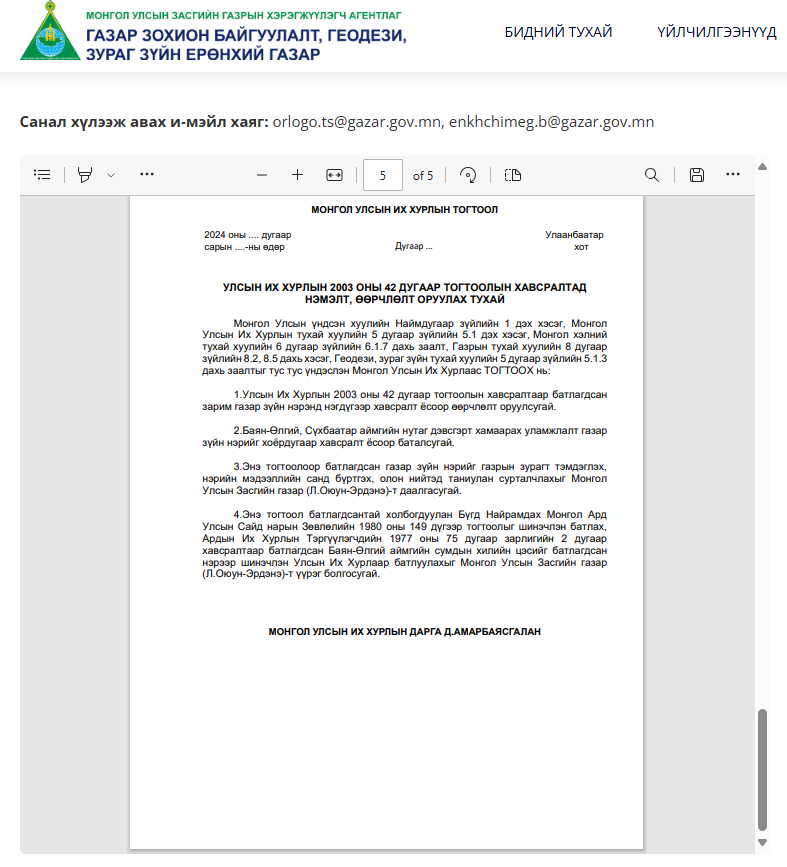 МОНГОЛ УЛСЫН ЗАСГИЙН ГАЗРЫН ХЭРЭГЖҮҮЛЭГЧ АГЕНТЛАГ
ГАЗАР ЗОХИОН БАЙГУУЛАЛТ, ГЕОДЕЗИ,
ЗУРАГ ЗҮЙН ЕРӨНХИЙ ГАЗАР
БИДНИЙ ТУХАЙ ҮЙЛЧИЛГЭЭНҮҮД
Санал хүлээж авах и-мэйл хаяг: orlogo.ts@gazar.gov.mn, enkhchimeg.b@gazar.gov.mn
5 of 5
МОНГОЛ УЛСЫН ИХ ХУРЛЫН ТОГТООЛ
2024 оны .... дугаар Улаанбаатар
сарын ....-ны өдөр Дугаар ... хот
УЛСЫН ИХ ХУРЛЫН 2003 ОНЫ 42 ДУГААР ТОГТООЛЫН ХАВСРАЛТАД
НЭМЭЛТ, ӨӨРЧЛӨЛТ ОРУУЛАХ ТУХАЙ
Монгол Улсын үндсэн хуулийн Наймдугаар зүйлийн 1 дэх хэсэг, Монгол
Улсын Их Хурлын тухай хуулийн 5 дугаар зүйлийн 5.1 дэх хэсэг, Монгол хэлний
тухай хуулийн 6 дугаар зүйлийн 6.1.7 дахь заалт, Газрын тухай хуулийн 8 дугаар
зүйлийн 8.2, 8.5 дахь хэсэг, Геодези, зураг зүйн тухай хуулийн 5 дугаар зүйлийн 5.1.3
дахь заалтыг тус тус үндэслэн Монгол Улсын Их Хурлаас ТОГТООХ нь:
1.Улсын Их Хурлын 2003 оны 42 дугаар тогтоолын хавсралтаар батлагдсан
зарим газар зүйн нэрэнд нэгдүгээр хавсралт ёсоор өөрчлөлт оруулсугай.
2.Баян-Өлгий, Сүхбаатар аймгийн нутаг дэвсгэрт хамаарах уламжлалт газар
зүйн нэрийг хоёрдугаар хавсралт ёсоор баталсугай.
3.Энэ тогтоолоор батлагдсан газар зүйн нэрийг газрын зурагт тэмдэглэх,
нэрийн мэдээллийн санд бүртгэх, олон нийтэд таниулан сурталчлахыг Монгол
Улсын Засгийн газар (Л.Оюун-Эрдэнэ)-т даалгасугай.
4.Энэ тогтоол батлагдсантай холбогдуулан Бүгд Найрамдах Монгол Ард
Улсын Сайд нарын Зөвлөлийн 1980 оны 149 дүгээр тогтоолыг шинэчлэн батлах,
Ардын Их Хурлын Тэргүүлэгчдийн 1977 оны 75 дугаар зарлигийн 2 дугаар
хавсралтаар батлагдсан Баян-Өлгий аймгийн сумдын хилийн цэсийг батлагдсан
нэрээр шинэчлэн Улсын Их Хурлаар батлуулахыг Монгол Улсын Засгийн газар
(Л.Оюун-Эрдэнэ)-т үүрэг болгосугай.
МОНГОЛ УЛСЫН ИХ ХУРЛЫН ДАРГА Д.АМАРБАЯСГАЛАН